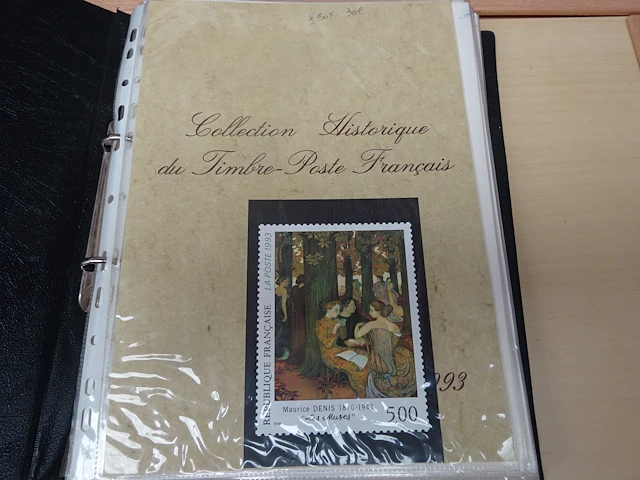 Collection Historique
du Timbre-Poste Français
RÉPUBLIQUE FRANÇAISE LA POSTE 1993
Maurice DENIS 1870-1943
"Les Muses"
5,00
1993